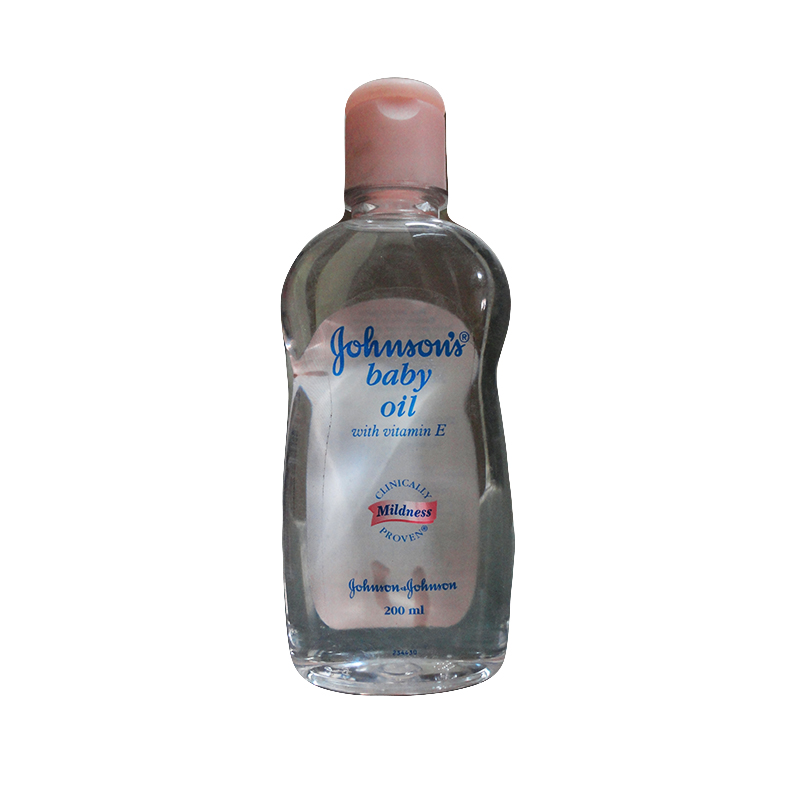 Johnson's®
baby
oil
with vitamin E
CLINICALLY
Mildness
PROVEN®
Johnson & Johnson
200 ml